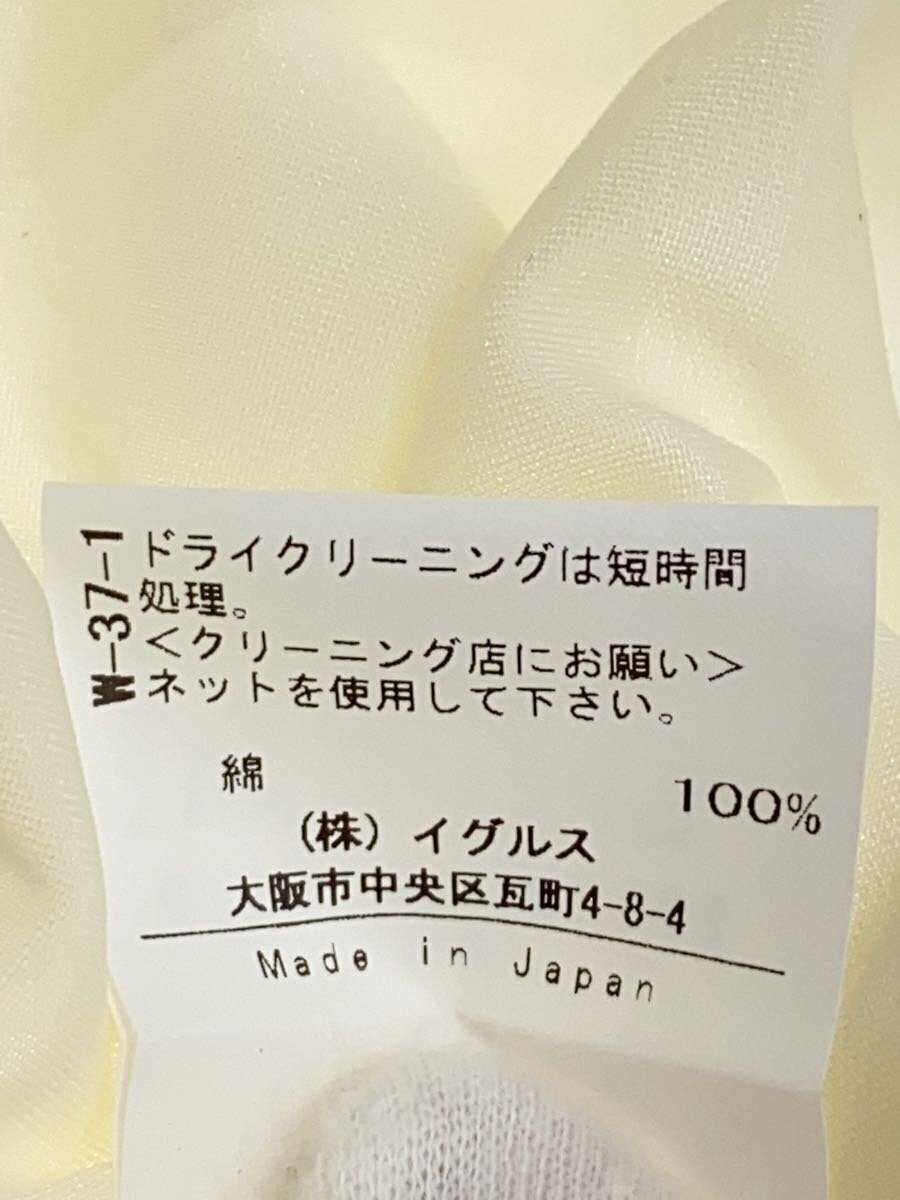 W-37-1
ドライクリーニングは短時間
処理。
<クリーニング店にお願い>
ネットを使用して下さい。
綿 100%
(株) イグルス
大阪市中央区瓦町4-8-4
Made in Japan